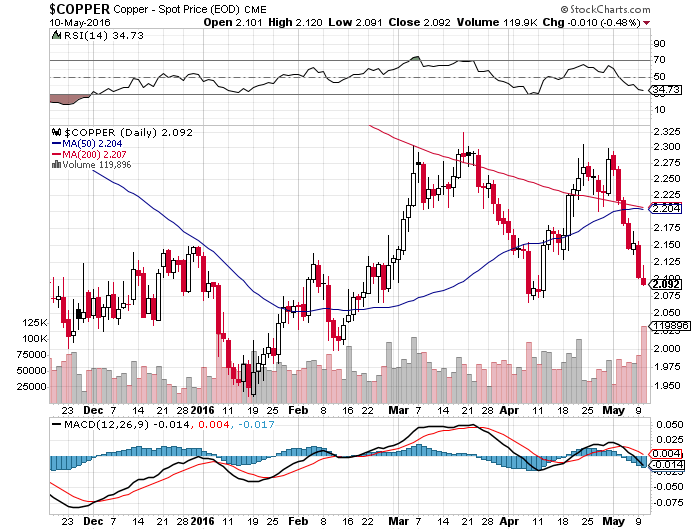 $COPPER Copper - Spot Price (EOD) CME © StockCharts.com
10-May-2016 Open 2.101 High 2.120 Low 2.091 Close 2.092 Volume 119.9K Chg -0.010 (-0.48%)
RSI(14) 34.73
90
70
50
34.73
30
10
$COPPER (Daily) 2.092
MA(50) 2.204
MA(200) 2.207
Volume 119,896
2.325
2.300
2.275
2.250
2.225
2.204
2.175
2.150
2.125
2.092
2.075
2.050
2.025
2.000
1.975
1.950
125K
100K
75000
50000
25000
119896
23 Dec 7 14 21 28 2016 11 19 25 Feb 8 16 22 Mar 7 14 21 28 Apr 11 18 25 May 9
MACD(12,26,9) -0.014, 0.004, -0.017
0.050
0.025
0.004
-0.014
-0.025
-0.050
-0.075
23 Dec 7 14 21 28 2016 11 19 25 Feb 8 16 22 Mar 7 14 21 28 Apr 11 18 25 May 9